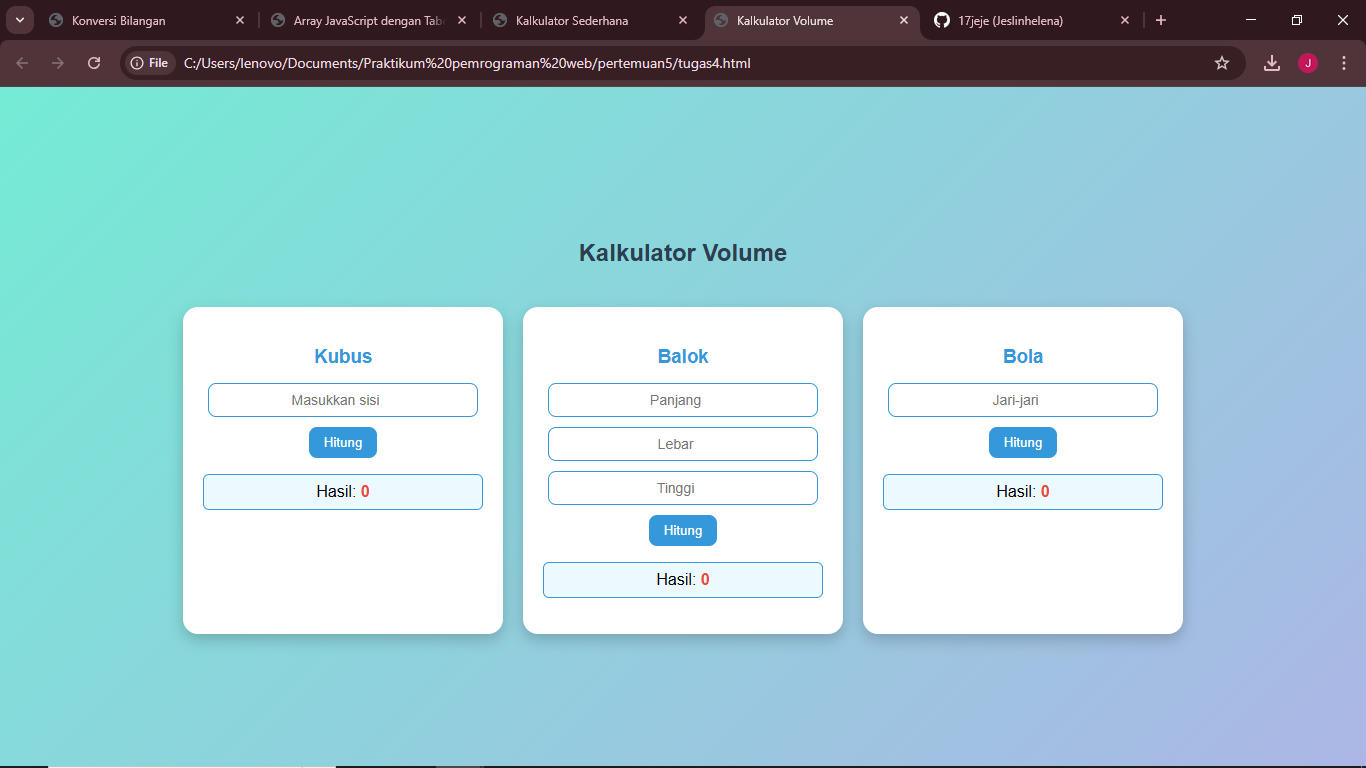 Konversi Bilangan
Array JavaScript dengan Tabe
Kalkulator Sederhana
Kalkulator Volume
17jeje (Jeslinhelena)
File
C:/Users/lenovo/Documents/Praktikum%20pemrograman%20web/pertemuan5/tugas4.html
J
Kalkulator Volume
Kubus
Masukkan sisi
Hitung
Hasil: 0
Balok
Panjang
Lebar
Tinggi
Hitung
Hasil: 0
Bola
Jari-jari
Hitung
Hasil: 0